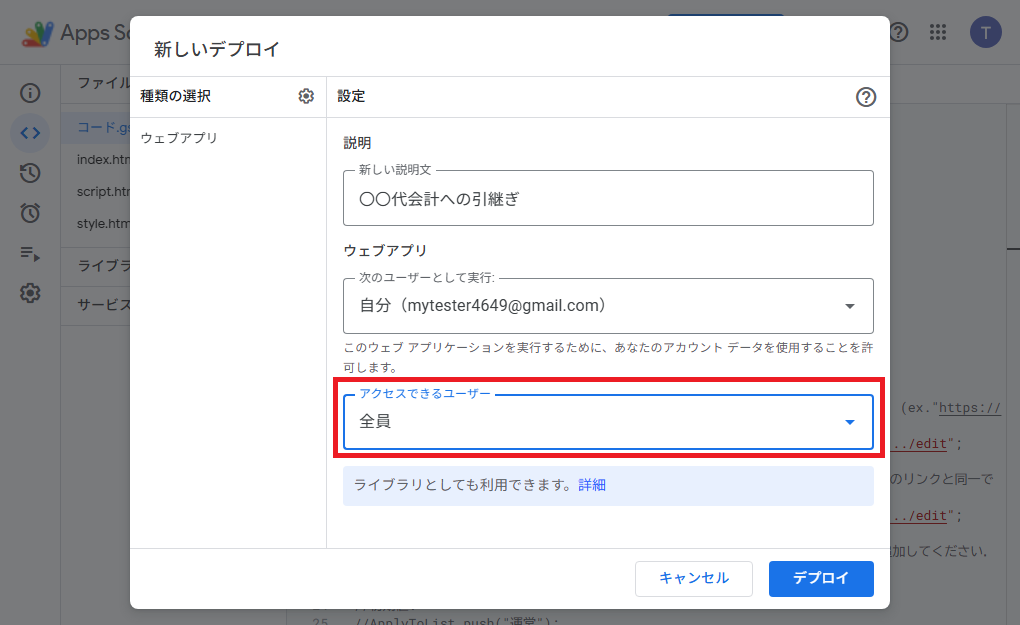 Apps Sc
T
新しいデプロイ
種類の選択
設定
ファイル
コード.gs
ウェブアプリ
index.htm
script.htm
style.htm
ライブラ
サービス
説明
新しい説明文
〇〇代会計への引継ぎ
ウェブアプリ
次のユーザーとして実行:
自分（mytester4649@gmail.com）
このウェブ アプリケーションを実行するために、あなたのアカウント データを使用することを許
可します。
アクセスできるユーザー
全員
ライブラリとしても利用できます。詳細
キャンセル
デプロイ
(ex."https://
../edit";
のリンクと同一で
../edit";
加してください.
25 //ApplyToList.push("運営");